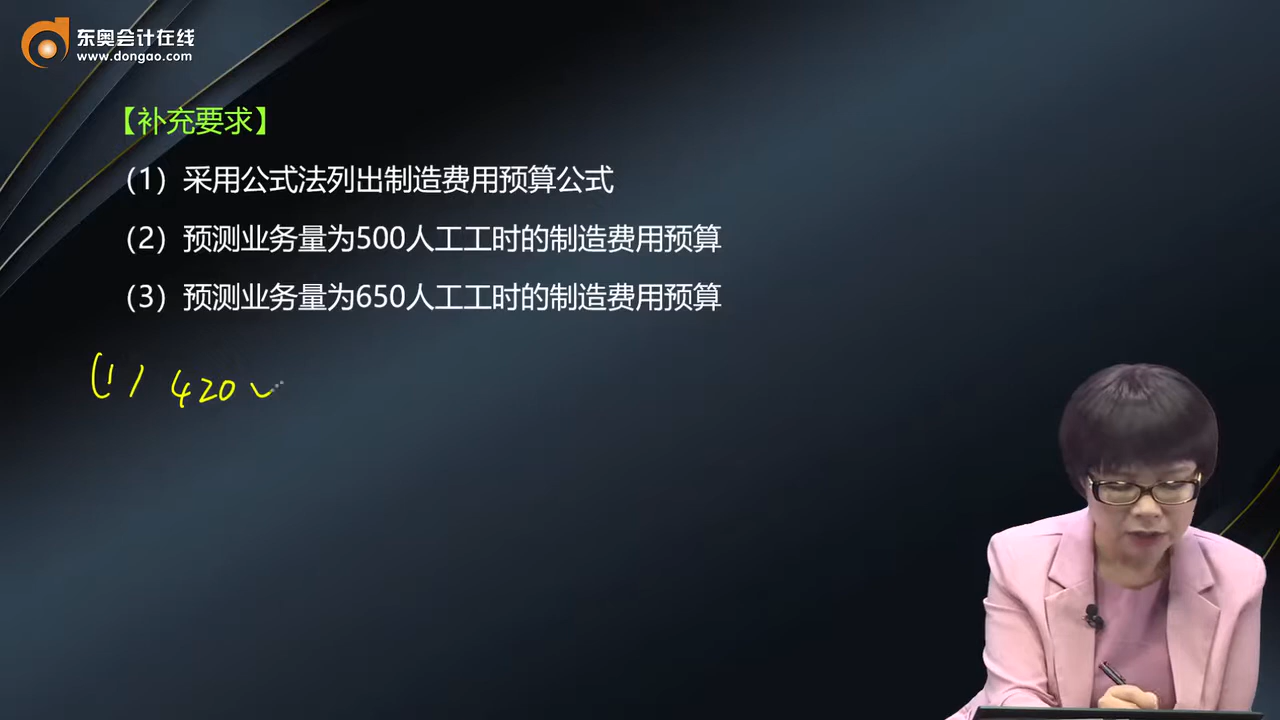 东奥会计在线
www.dongao.com
【补充要求】
（1）采用公式法列出制造费用预算公式
（2）预测业务量为500人工工时的制造费用预算
（3）预测业务量为650人工工时的制造费用预算
(1) 420